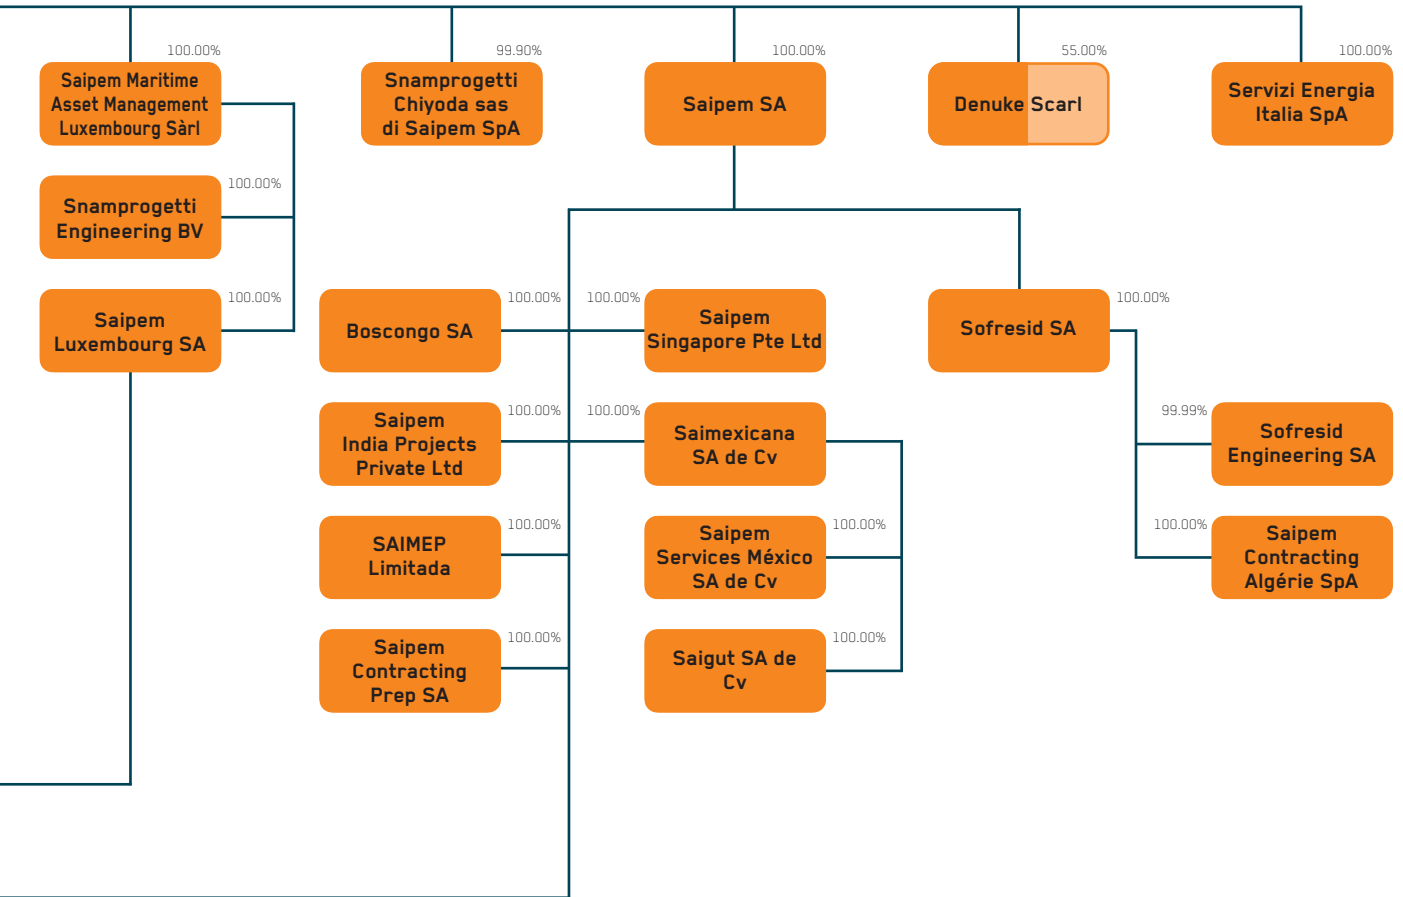 100.00%
Saipem Maritime
Asset Management
Luxembourg Sàrl
99.90%
Snamprogetti
Chiyoda sas
di Saipem SpA
100.00%
Saipem SA
55.00%
Denuke Scarl
100.00%
Servizi Energia
Italia SpA
100.00%
Snamprogetti
Engineering BV
100.00%
Saipem
Luxembourg SA
100.00%
Boscongo SA
100.00%
Saipem
Singapore Pte Ltd
100.00%
Sofresid SA
100.00%
Saipem
India Projects
Private Ltd
100.00%
Saimexicana
SA de Cv
99.99%
Sofresid
Engineering SA
100.00%
SAIMEP
Limitada
100.00%
Saipem
Services México
SA de Cv
100.00%
Saipem
Contracting
Algérie SpA
100.00%
Saipem
Contracting
Prep SA
100.00%
Saigut SA de
Cv